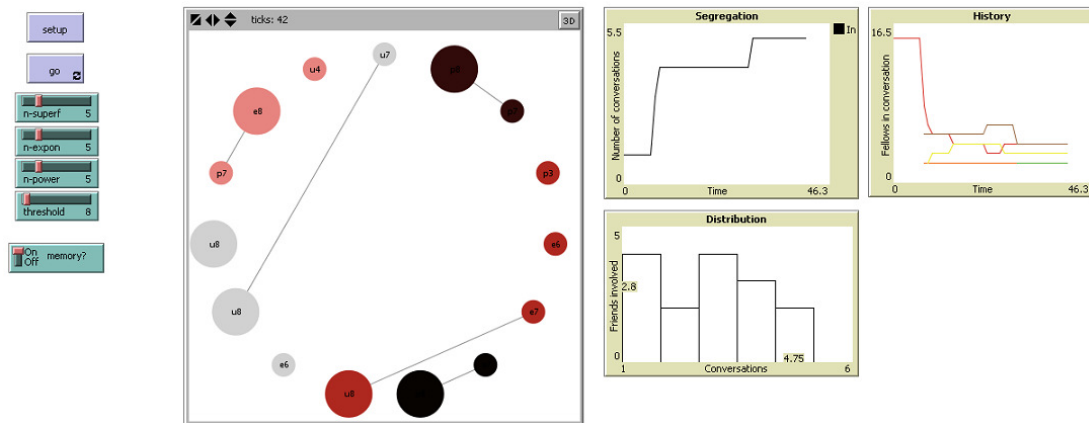 setup
go
n-superf 5
n-expon 5
n-power 5
threshold 8
On
Off
memory?
ticks: 42
3D
u7
u4
p8
e8
p7
p7
p3
u8
e6
u8
e7
e6
u8
Segregation
5.5
Number of conversations
0
0
Time
46.3
In
History
16.5
Fellows in conversation
0
0
Time
46.3
Distribution
5
Friends involved
2.8
0
4.75
1
Conversations
6